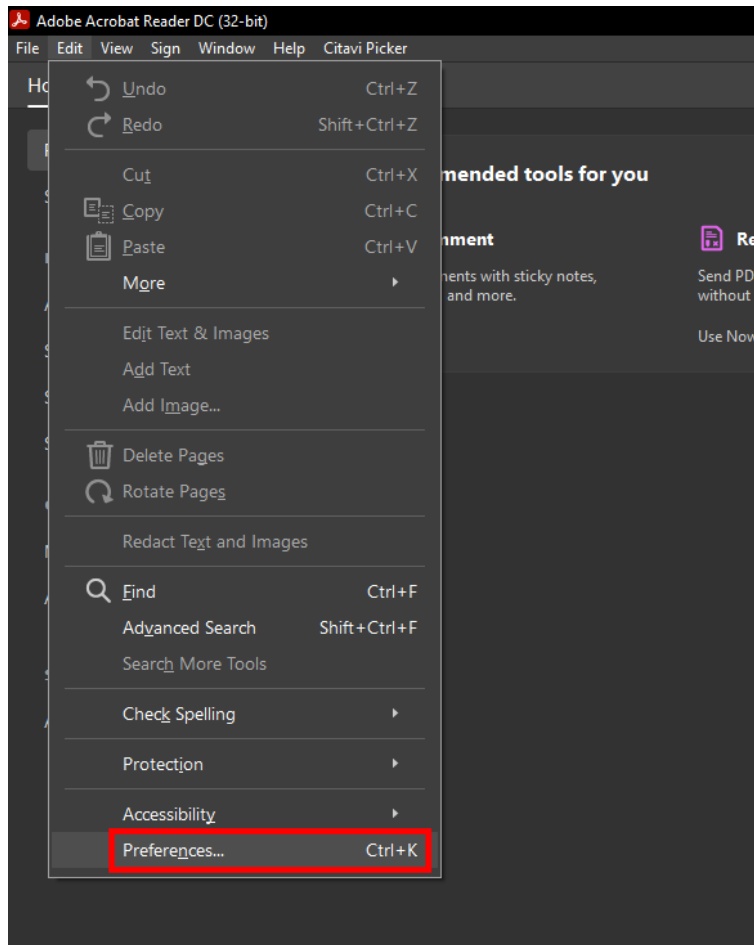 Adobe Acrobat Reader DC (32-bit)
File Edit View Sign Window Help Citavi Picker
Undo Ctrl+Z
Redo Shift+Ctrl+Z
Cut Ctrl+X
Copy Ctrl+C
Paste Ctrl+V
More
Edit Text & Images
Add Text
Add Image...
Delete Pages
Rotate Pages
Redact Text and Images
Find Ctrl+F
Advanced Search Shift+Ctrl+F
Search More Tools
Check Spelling
Protection
Accessibility
Preferences... Ctrl+K
tools for you
with sticky notes,
and more.
Send PD
without
Use Now